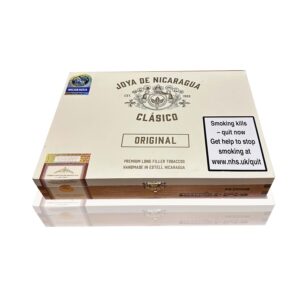 JOYA DE NICARAGUA
EST. 1968
CLÁSICO
ORIGINAL
PREMIUM LONG FILLER TOBACCO
HANDMADE IN ESTELÍ, NICARAGUA
Smoking kills
– quit now
Get help to stop
smoking at
www.nhs.uk/quit